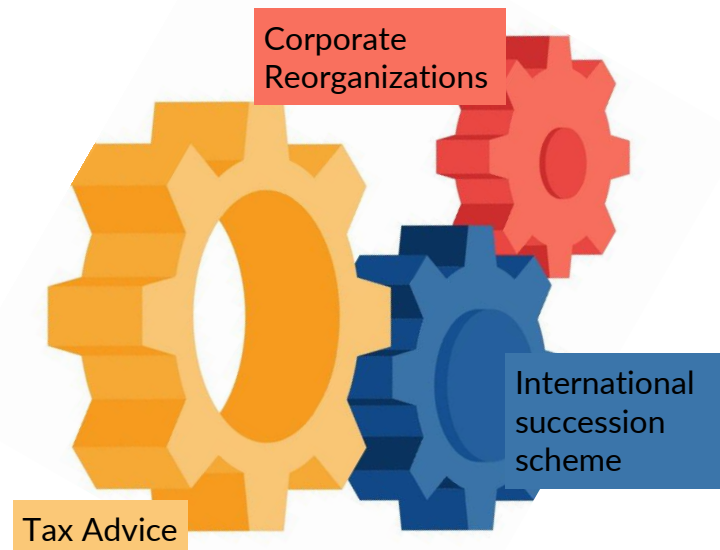 Corporate
Reorganizations
International
succession
scheme
Tax Advice